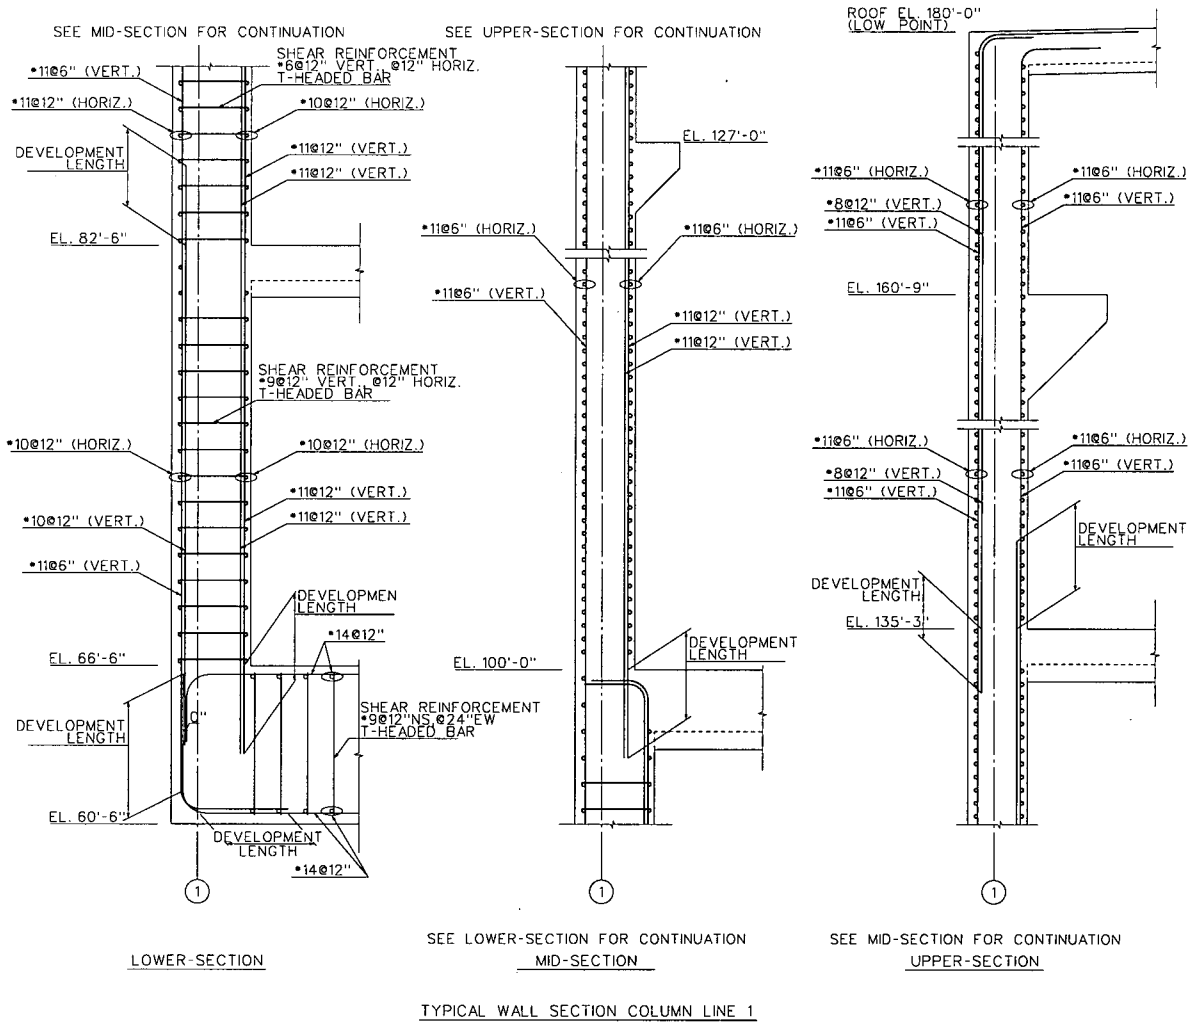 SEE MID-SECTION FOR CONTINUATION
SHEAR REINFORCEMENT
•6@12" VERT., @12" HORIZ.
T-HEADED BAR
•11@6" (VERT.)
•11@12" (HORIZ.)
•10@12" (HORIZ.)
DEVELOPMENT
LENGTH
•11@12" (VERT.)
•11@12" (VERT.)
EL. 82'-6"
SHEAR REINFORCEMENT
•9@12" VERT., @12" HORIZ.
T-HEADED BAR
•10@12" (HORIZ.)
•10@12" (HORIZ.)
•11@12" (VERT.)
•11@12" (VERT.)
•10@12" (VERT.)
•11@6" (VERT.)
DEVELOPMEN
LENGTH
•14@12"
EL. 66'-6"
SHEAR REINFORCEMENT
•9@12"NS,@24"EW
T-HEADED BAR
DEVELOPMENT
LENGTH
0"
EL. 60'-6"
DEVELOPMENT
LENGTH
•14@12"
1
LOWER-SECTION
SEE UPPER-SECTION FOR CONTINUATION
EL. 127'-0"
•11@6" (HORIZ.)
•11@6" (HORIZ.)
•11@6" (VERT.)
•11@12" (VERT.)
•11@12" (VERT.)
EL. 100'-0"
DEVELOPMENT
LENGTH
1
SEE LOWER-SECTION FOR CONTINUATION
MID-SECTION
ROOF EL. 180'-0"
(LOW POINT)
•11@6" (HORIZ.)
•11@6" (HORIZ.)
•8@12" (VERT.)
•11@6" (VERT.)
•11@6" (VERT.)
EL. 160'-9"
•11@6" (HORIZ.)
•11@6" (HORIZ.)
•8@12" (VERT.)
•11@6" (VERT.)
•11@6" (VERT.)
DEVELOPMENT
LENGTH
DEVELOPMENT
LENGTH
EL. 135'-3"
1
SEE MID-SECTION FOR CONTINUATION
UPPER-SECTION
TYPICAL WALL SECTION COLUMN LINE 1